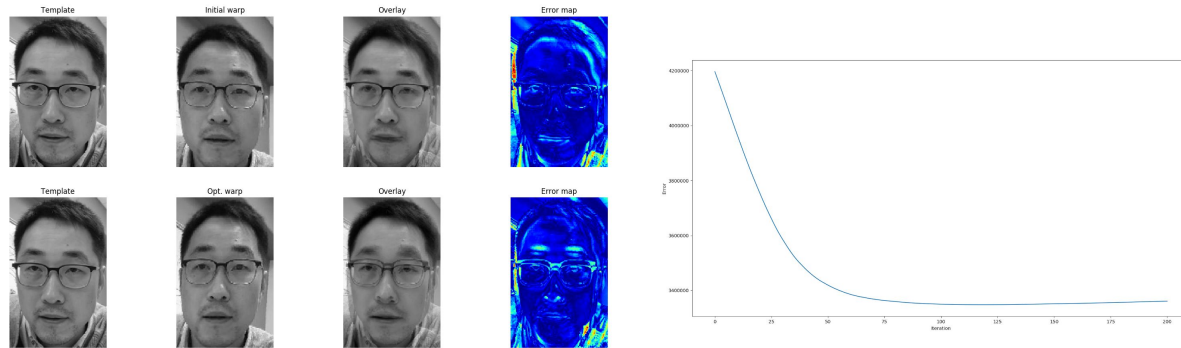 Template Initial warp Overlay Error map
Template Opt. warp Overlay Error map
4200000
4000000
3800000
3600000
3400000
Error
0 25 50 75 100 125 150 175 200
Iteration